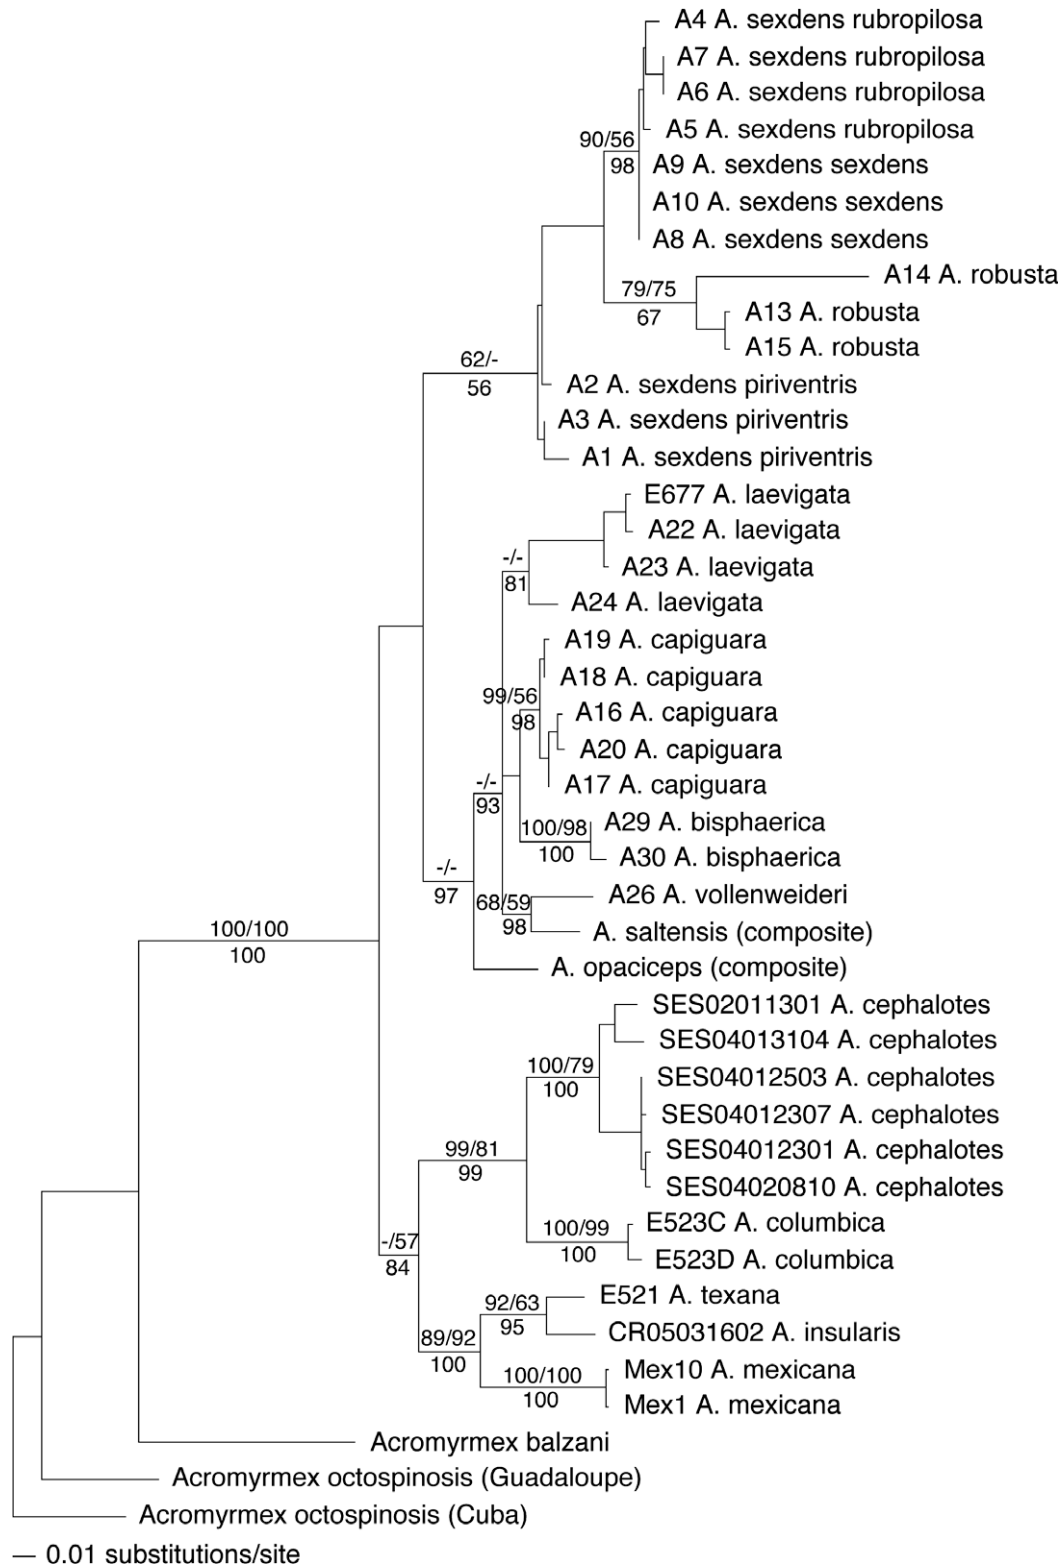 A4 A. sexdens rubropilosa
A7 A. sexdens rubropilosa
A6 A. sexdens rubropilosa
A5 A. sexdens rubropilosa
90/56
98
A9 A. sexdens sexdens
A10 A. sexdens sexdens
A8 A. sexdens sexdens
A14 A. robusta
79/75
67
A13 A. robusta
A15 A. robusta
62/-
56
A2 A. sexdens piriventris
A3 A. sexdens piriventris
A1 A. sexdens piriventris
E677 A. laevigata
A22 A. laevigata
-/-
81
A23 A. laevigata
A24 A. laevigata
A19 A. capiguara
A18 A. capiguara
99/56
98
A16 A. capiguara
A20 A. capiguara
A17 A. capiguara
-/-
93
100/98
100
A29 A. bisphaerica
A30 A. bisphaerica
-/-
97
68/59
98
A26 A. vollenweideri
A. saltensis (composite)
100/100
100
A. opaciceps (composite)
SES02011301 A. cephalotes
SES04013104 A. cephalotes
100/79
100
SES04012503 A. cephalotes
SES04012307 A. cephalotes
99/81
99
SES04012301 A. cephalotes
SES04020810 A. cephalotes
100/99
100
E523C A. columbica
E523D A. columbica
-/57
84
92/63
95
E521 A. texana
CR05031602 A. insularis
89/92
100
100/100
100
Mex10 A. mexicana
Mex1 A. mexicana
Acromyrmex balzani
Acromyrmex octospinosis (Guadaloupe)
Acromyrmex octospinosis (Cuba)
0.01 substitutions/site